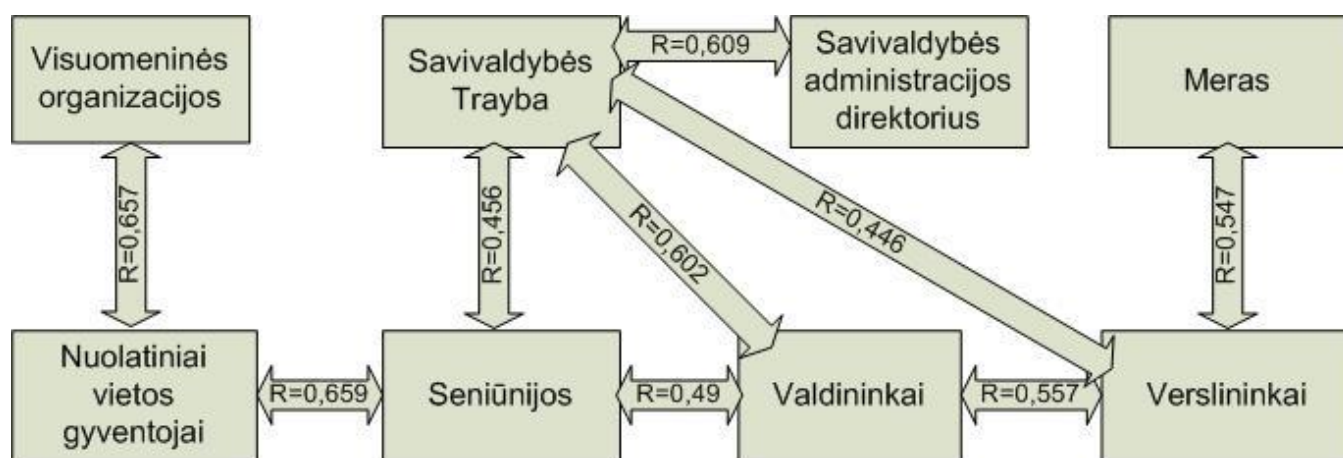 Visuomeninės
organizacijos
Savivaldybės
Trayba
R=0,609
Savivaldybės
administracijos
direktorius
Meras
R=0,657
R=0,456
R=0,602
R=0,446
R=0,547
Nuolatiniai
vietos
gyventojai
R=0,659
Seniūnijos
R=0,49
Valdininkai
R=0,557
Verslininkai